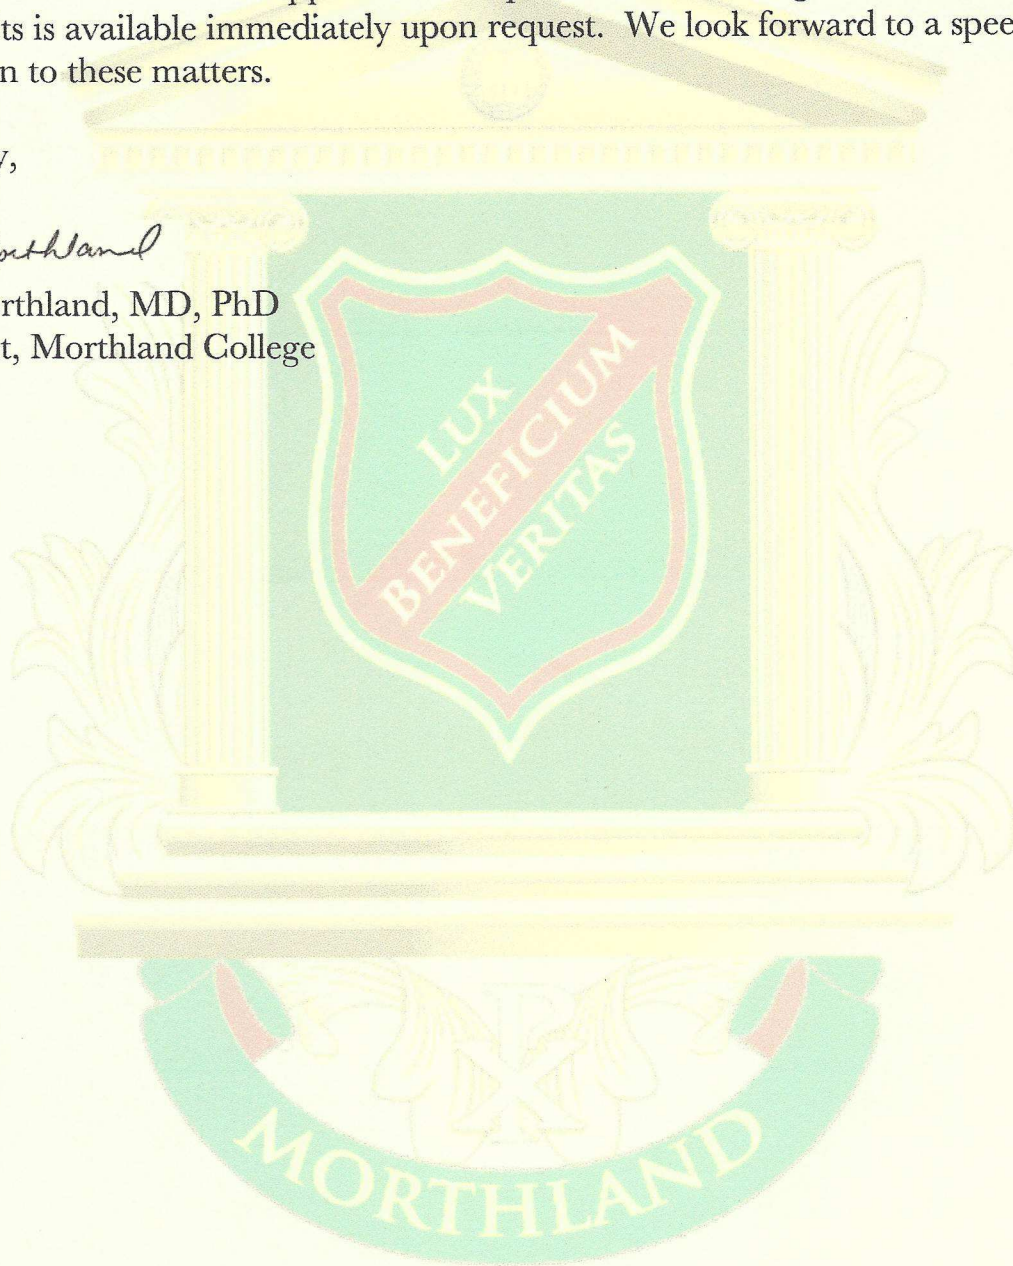 ts is available immediately upon request. We look forward to a spee
n to these matters.
y,
orthland
rthland, MD, PhD
t, Morthland College
LUX
BENEFICIUM
VERITAS
MORTHLAND